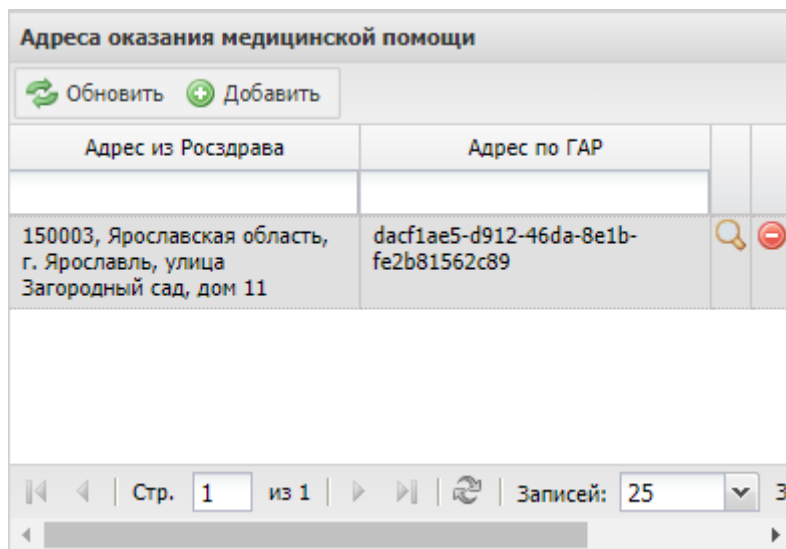 Адреса оказания медицинской помощи
Обновить Добавить
Адрес из Росздрава Адрес по ГАР
150003, Ярославская область, dacf1ae5-d912-46da-8e1b-
г. Ярославль, улица fe2b81562c89
Загородный сад, дом 11
Стр. 1 из 1 Записей: 25